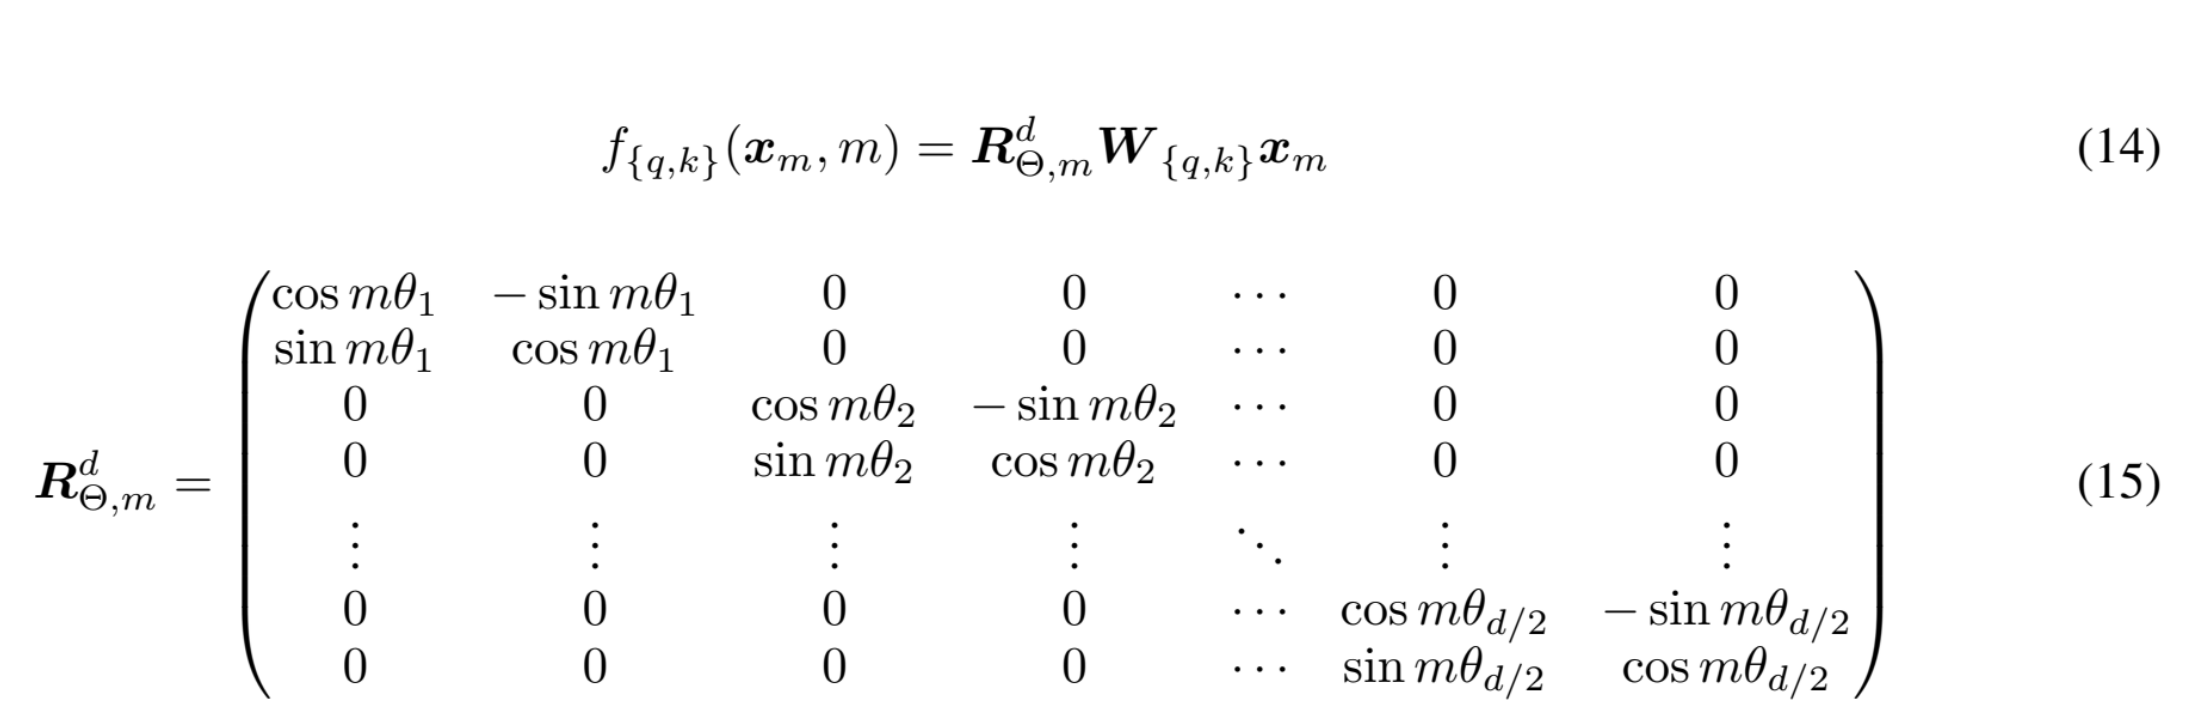 f_{\{q,k\}}(\boldsymbol{x}_m, m) = \boldsymbol{R}^d_{\Theta,m} \boldsymbol{W}_{\{q,k\}} \boldsymbol{x}_m (14)
\boldsymbol{R}^d_{\Theta,m} = \begin{pmatrix} \cos m\theta_1 & -\sin m\theta_1 & 0 & 0 & \cdots & 0 & 0 \\
\sin m\theta_1 & \cos m\theta_1 & 0 & 0 & \cdots & 0 & 0 \\
0 & 0 & \cos m\theta_2 & -\sin m\theta_2 & \cdots & 0 & 0 \\
0 & 0 & \sin m\theta_2 & \cos m\theta_2 & \cdots & 0 & 0 \\
\vdots & \vdots & \vdots & \vdots & \ddots & \vdots & \vdots \\
0 & 0 & 0 & 0 & \cdots & \cos m\theta_{d/2} & -\sin m\theta_{d/2} \\
0 & 0 & 0 & 0 & \cdots & \sin m\theta_{d/2} & \cos m\theta_{d/2} \end{pmatrix} (15)